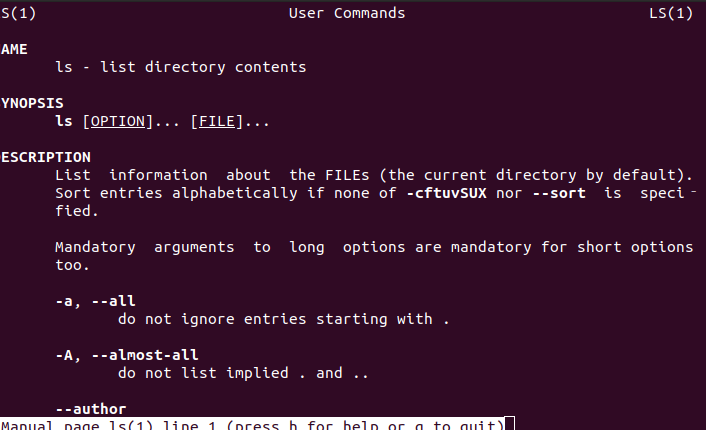 S(1) User Commands LS(1)
AME
ls - list directory contents
YNOPSIS
ls [OPTION]... [FILE]...
ESCRIPTION
List information about the FILEs (the current directory by default).
Sort entries alphabetically if none of -cftuvSUX nor --sort is speci-
fied.
Mandatory arguments to long options are mandatory for short options
too.
-a, --all
do not ignore entries starting with .
-A, --almost-all
do not list implied . and ..
--author
Manual page ls(1) line 1 (press h for help or q to quit)